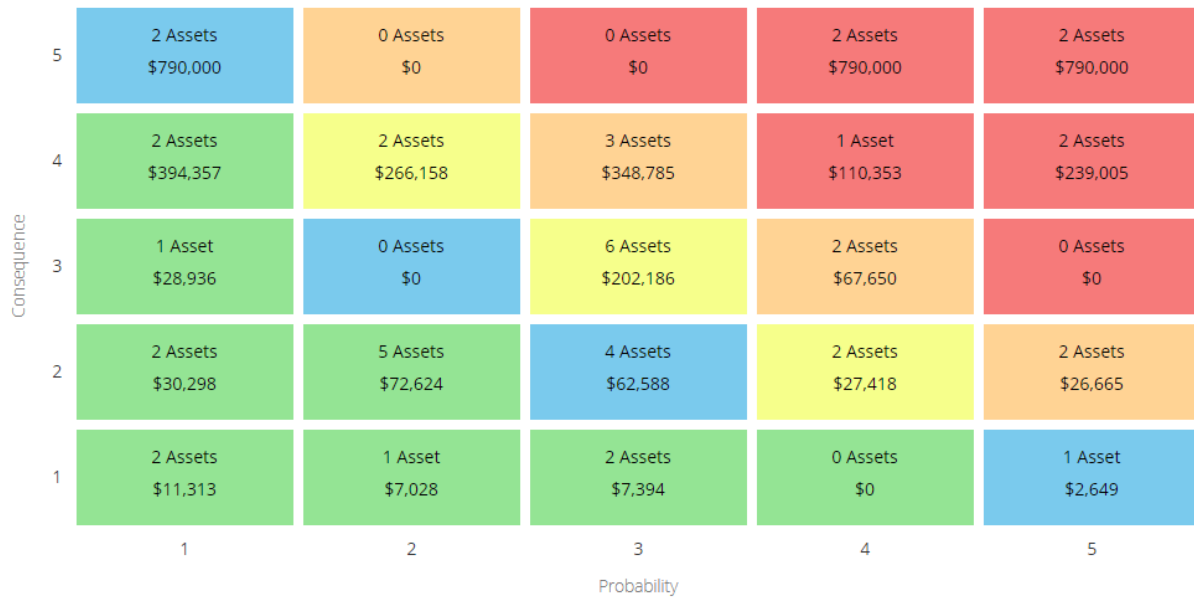 5
2 Assets
$790,000
0 Assets
$0
0 Assets
$0
2 Assets
$790,000
2 Assets
$790,000
4
2 Assets
$394,357
2 Assets
$266,158
3 Assets
$348,785
1 Asset
$110,353
2 Assets
$239,005
Consequence
3
1 Asset
$28,936
0 Assets
$0
6 Assets
$202,186
2 Assets
$67,650
0 Assets
$0
2
2 Assets
$30,298
5 Assets
$72,624
4 Assets
$62,588
2 Assets
$27,418
2 Assets
$26,665
1
2 Assets
$11,313
1 Asset
$7,028
2 Assets
$7,394
0 Assets
$0
1 Asset
$2,649
1
2
3
4
5
Probability